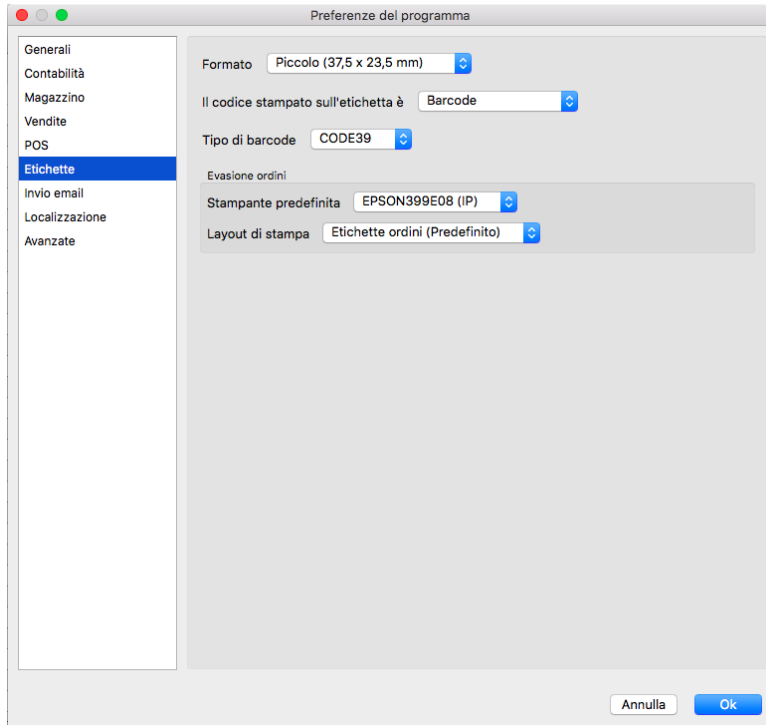 Preferenze del programma
Generali
Contabilità
Magazzino
Vendite
POS
Etichette
Invio email
Localizzazione
Avanzate
Formato Piccolo (37,5 x 23,5 mm)
Il codice stampato sull'etichetta è Barcode
Tipo di barcode CODE39
Evasione ordini
Stampante predefinita EPSON399E08 (IP)
Layout di stampa Etichette ordini (Predefinito)
Annulla Ok